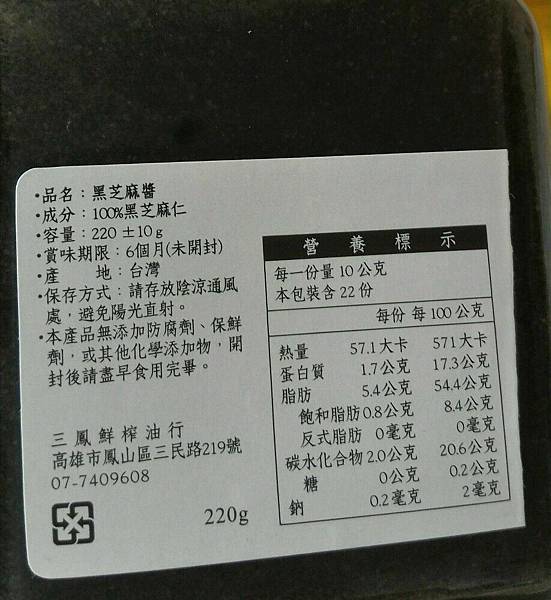 •品名：黑芝麻醬
•成分：100%黑芝麻仁
•容量：220 ±10g
•賞味期限：6個月(未開封)
•產　　地：台灣
•保存方式：請存放陰涼通風
處，避免陽光直射。
•本產品無添加防腐劑、保鮮
劑，或其他化學添加物，開
封後請盡早食用完畢。
三鳳鮮榨油行
高雄市鳳山區三民路219號
07-7409608
220g
營養標示
每一份量 10 公克
本包裝含 22 份
每份 每 100 公克
熱量 57.1 大卡 571 大卡
蛋白質 1.7公克 17.3公克
脂肪 5.4公克 54.4公克
飽和脂肪 0.8公克 8.4公克
反式脂肪 0毫克 0毫克
碳水化合物 2.0公克 20.6公克
糖 0公克 0.2公克
鈉 0.2毫克 2毫克